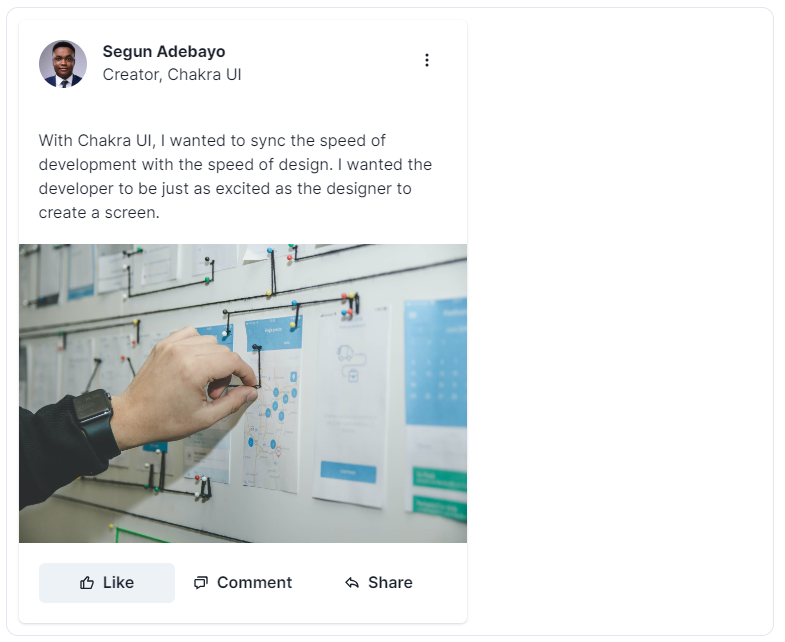 Segun Adebayo
Creator, Chakra UI
With Chakra UI, I wanted to sync the speed of
development with the speed of design. I wanted the
developer to be just as excited as the designer to
create a screen.
Like
Comment
Share